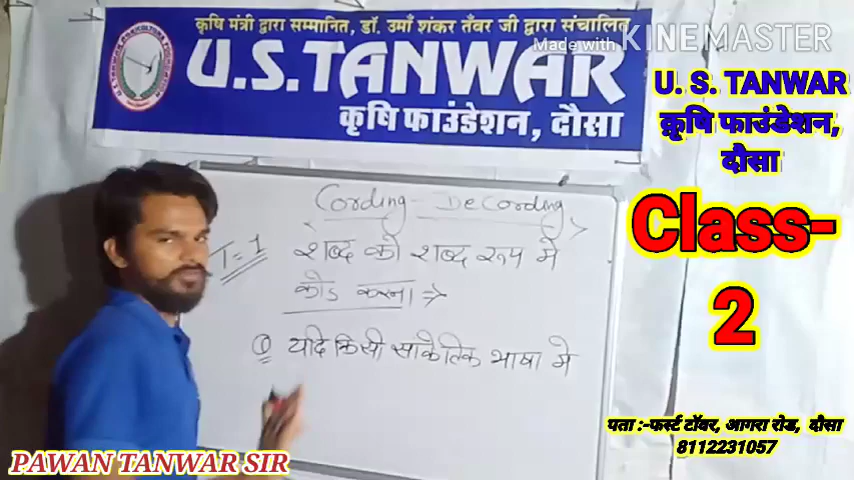 कृषि मंत्री द्वारा सम्मानित, डॉ. उमाँ शंकर तँवर जी द्वारा संचालित
Made with KINEMASTER
U.S.TANWAR
कृषि फाउंडेशन, दौसा
U. S. TANWAR
कृषि फाउंडेशन,
दौसा
Class-
2
Cording - Decording
T=1 शब्द को शब्द रूप मे
कोड करना ⇒
Q यदि किसी सांकेतिक भाषा मे
पता :-फर्स्ट टॉवर, आगरा रोड, दौसा
8112231057
PAWAN TANWAR SIR